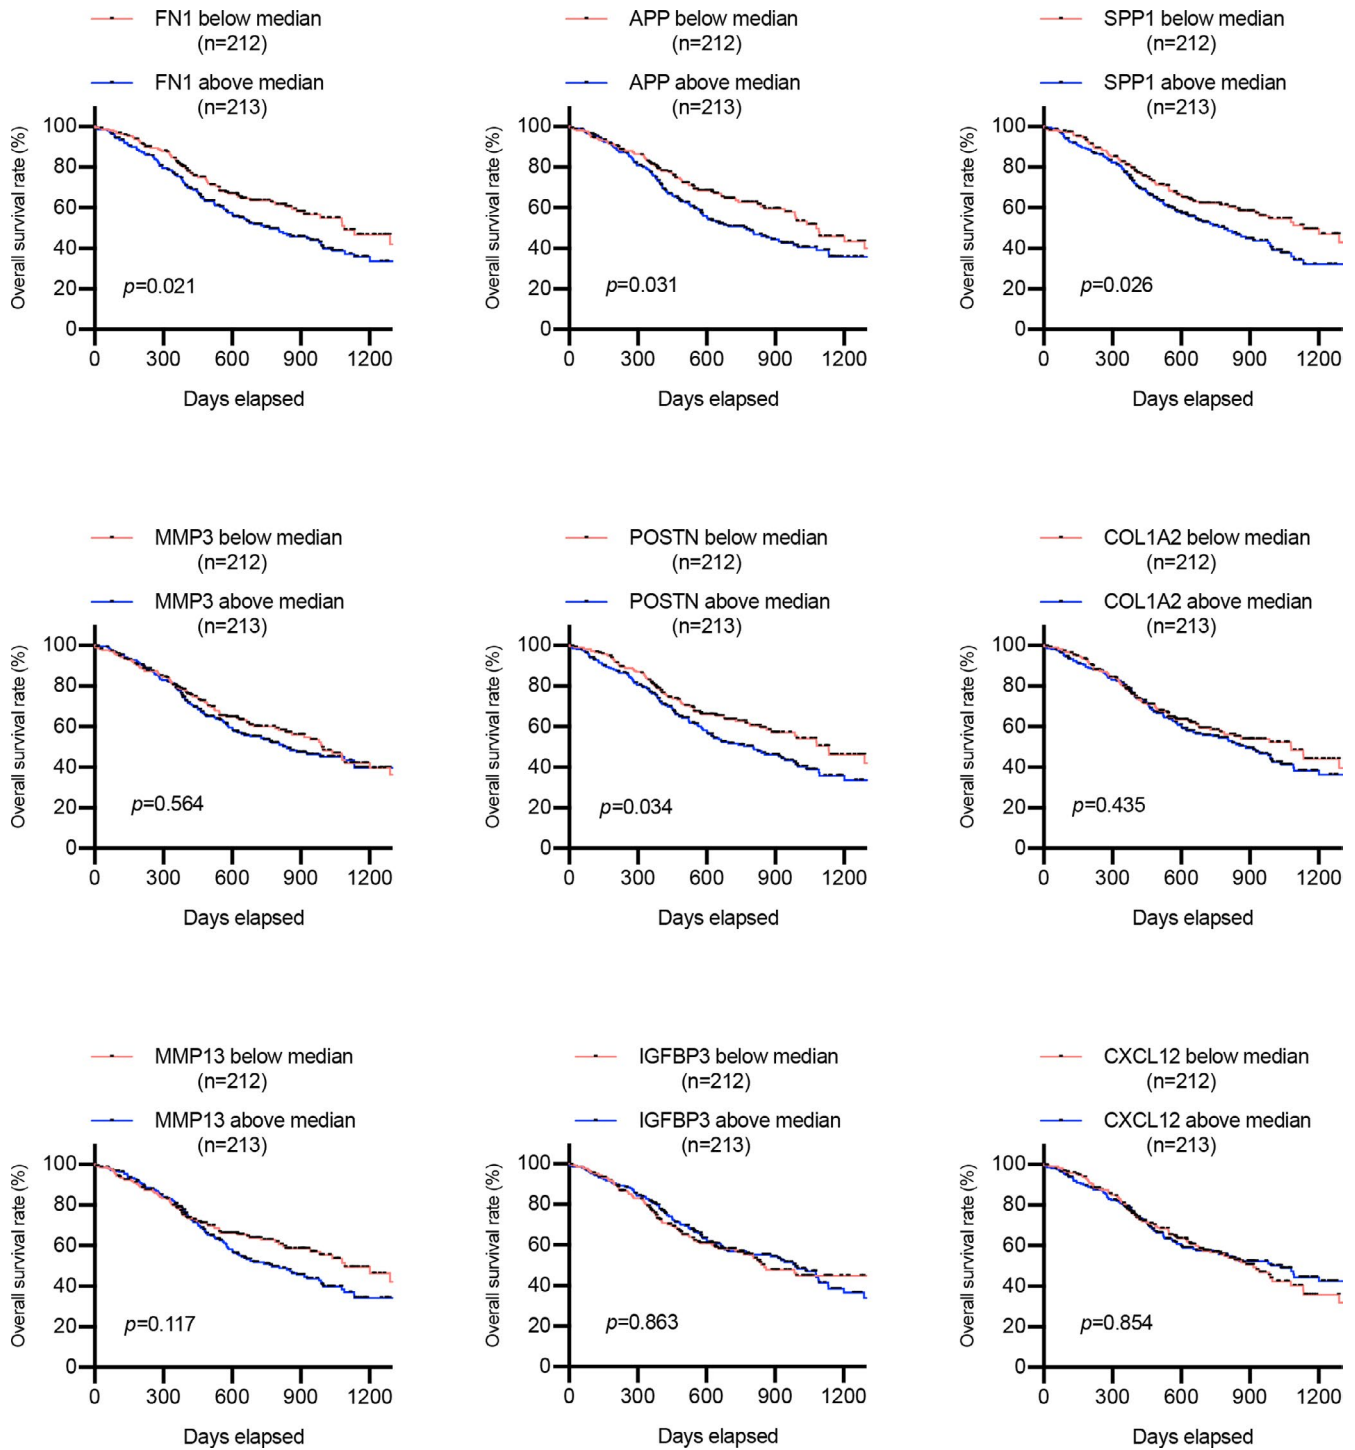 FN1 below median
(n=212)
FN1 above median
(n=213)
Overall survival rate (%)
100
80
60
40
20
0
p=0.021
0 300 600 900 1200
Days elapsed
APP below median
(n=212)
APP above median
(n=213)
Overall survival rate (%)
100
80
60
40
20
0
p=0.031
0 300 600 900 1200
Days elapsed
SPP1 below median
(n=212)
SPP1 above median
(n=213)
Overall survival rate (%)
100
80
60
40
20
0
p=0.026
0 300 600 900 1200
Days elapsed
MMP3 below median
(n=212)
MMP3 above median
(n=213)
Overall survival rate (%)
100
80
60
40
20
0
p=0.564
0 300 600 900 1200
Days elapsed
POSTN below median
(n=212)
POSTN above median
(n=213)
Overall survival rate (%)
100
80
60
40
20
0
p=0.034
0 300 600 900 1200
Days elapsed
COL1A2 below median
(n=212)
COL1A2 above median
(n=213)
Overall survival rate (%)
100
80
60
40
20
0
p=0.435
0 300 600 900 1200
Days elapsed
MMP13 below median
(n=212)
MMP13 above median
(n=213)
Overall survival rate (%)
100
80
60
40
20
0
p=0.117
0 300 600 900 1200
Days elapsed
IGFBP3 below median
(n=212)
IGFBP3 above median
(n=213)
Overall survival rate (%)
100
80
60
40
20
0
p=0.863
0 300 600 900 1200
Days elapsed
CXCL12 below median
(n=212)
CXCL12 above median
(n=213)
Overall survival rate (%)
100
80
60
40
20
0
p=0.854
0 300 600 900 1200
Days elapsed